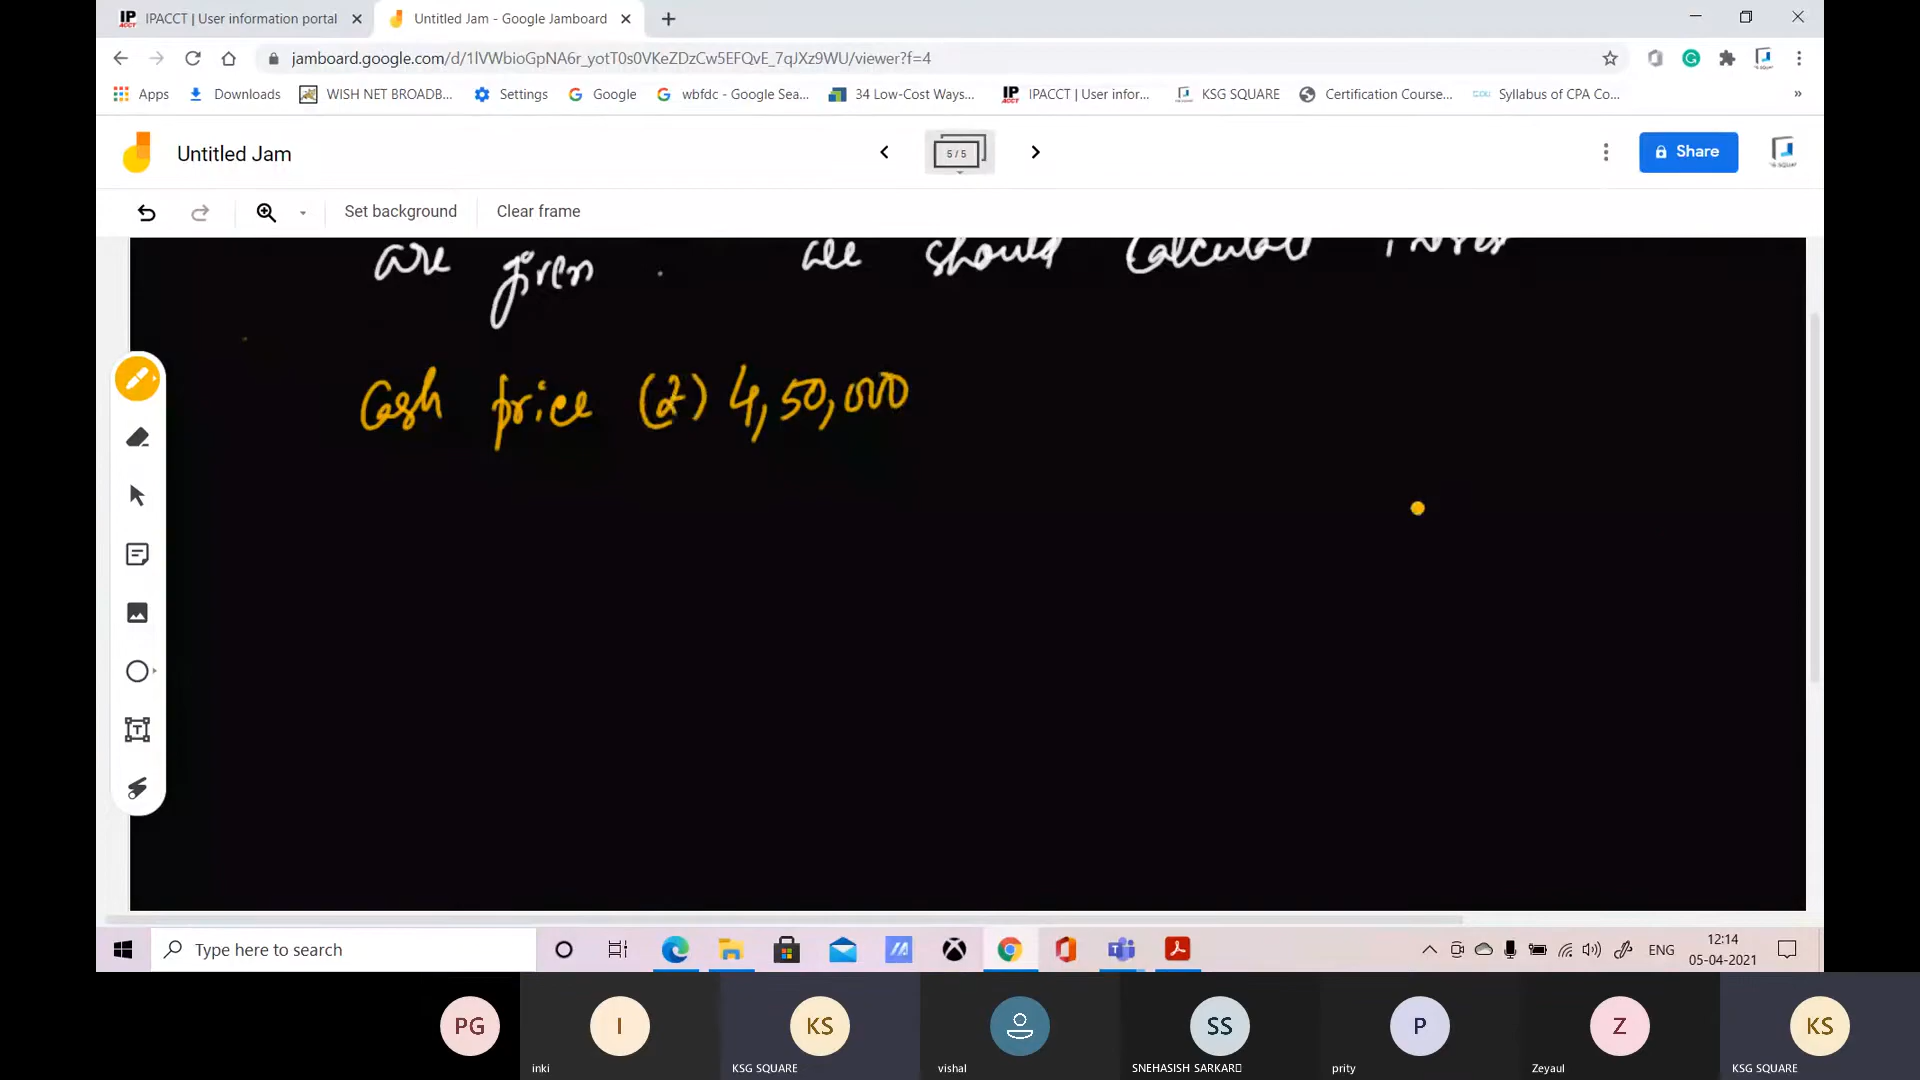 IPACCT | User information portal
Untitled Jam - Google Jamboard
jamboard.google.com/d/1lVWbioGpNA6r_yotT0s0VKeZDzCw5EFQvE_7qJXz9WU/viewer?f=4
Apps Downloads WISH NET BROADB... Settings Google wbfdc - Google Sea... 34 Low-Cost Ways... IPACCT | User infor... KSG SQUARE Certification Course... Syllabus of CPA Co... »
Untitled Jam
5 / 5
Share
Set background Clear frame
are given . we should calculate
Cash price (₹) 4,50,000
Type here to search
ENG
12:14
05-04-2021
PG I KS SS P Z KS
inki KSG SQUARE vishal SNEHASISH SARKAR prity Zeyaul KSG SQUARE